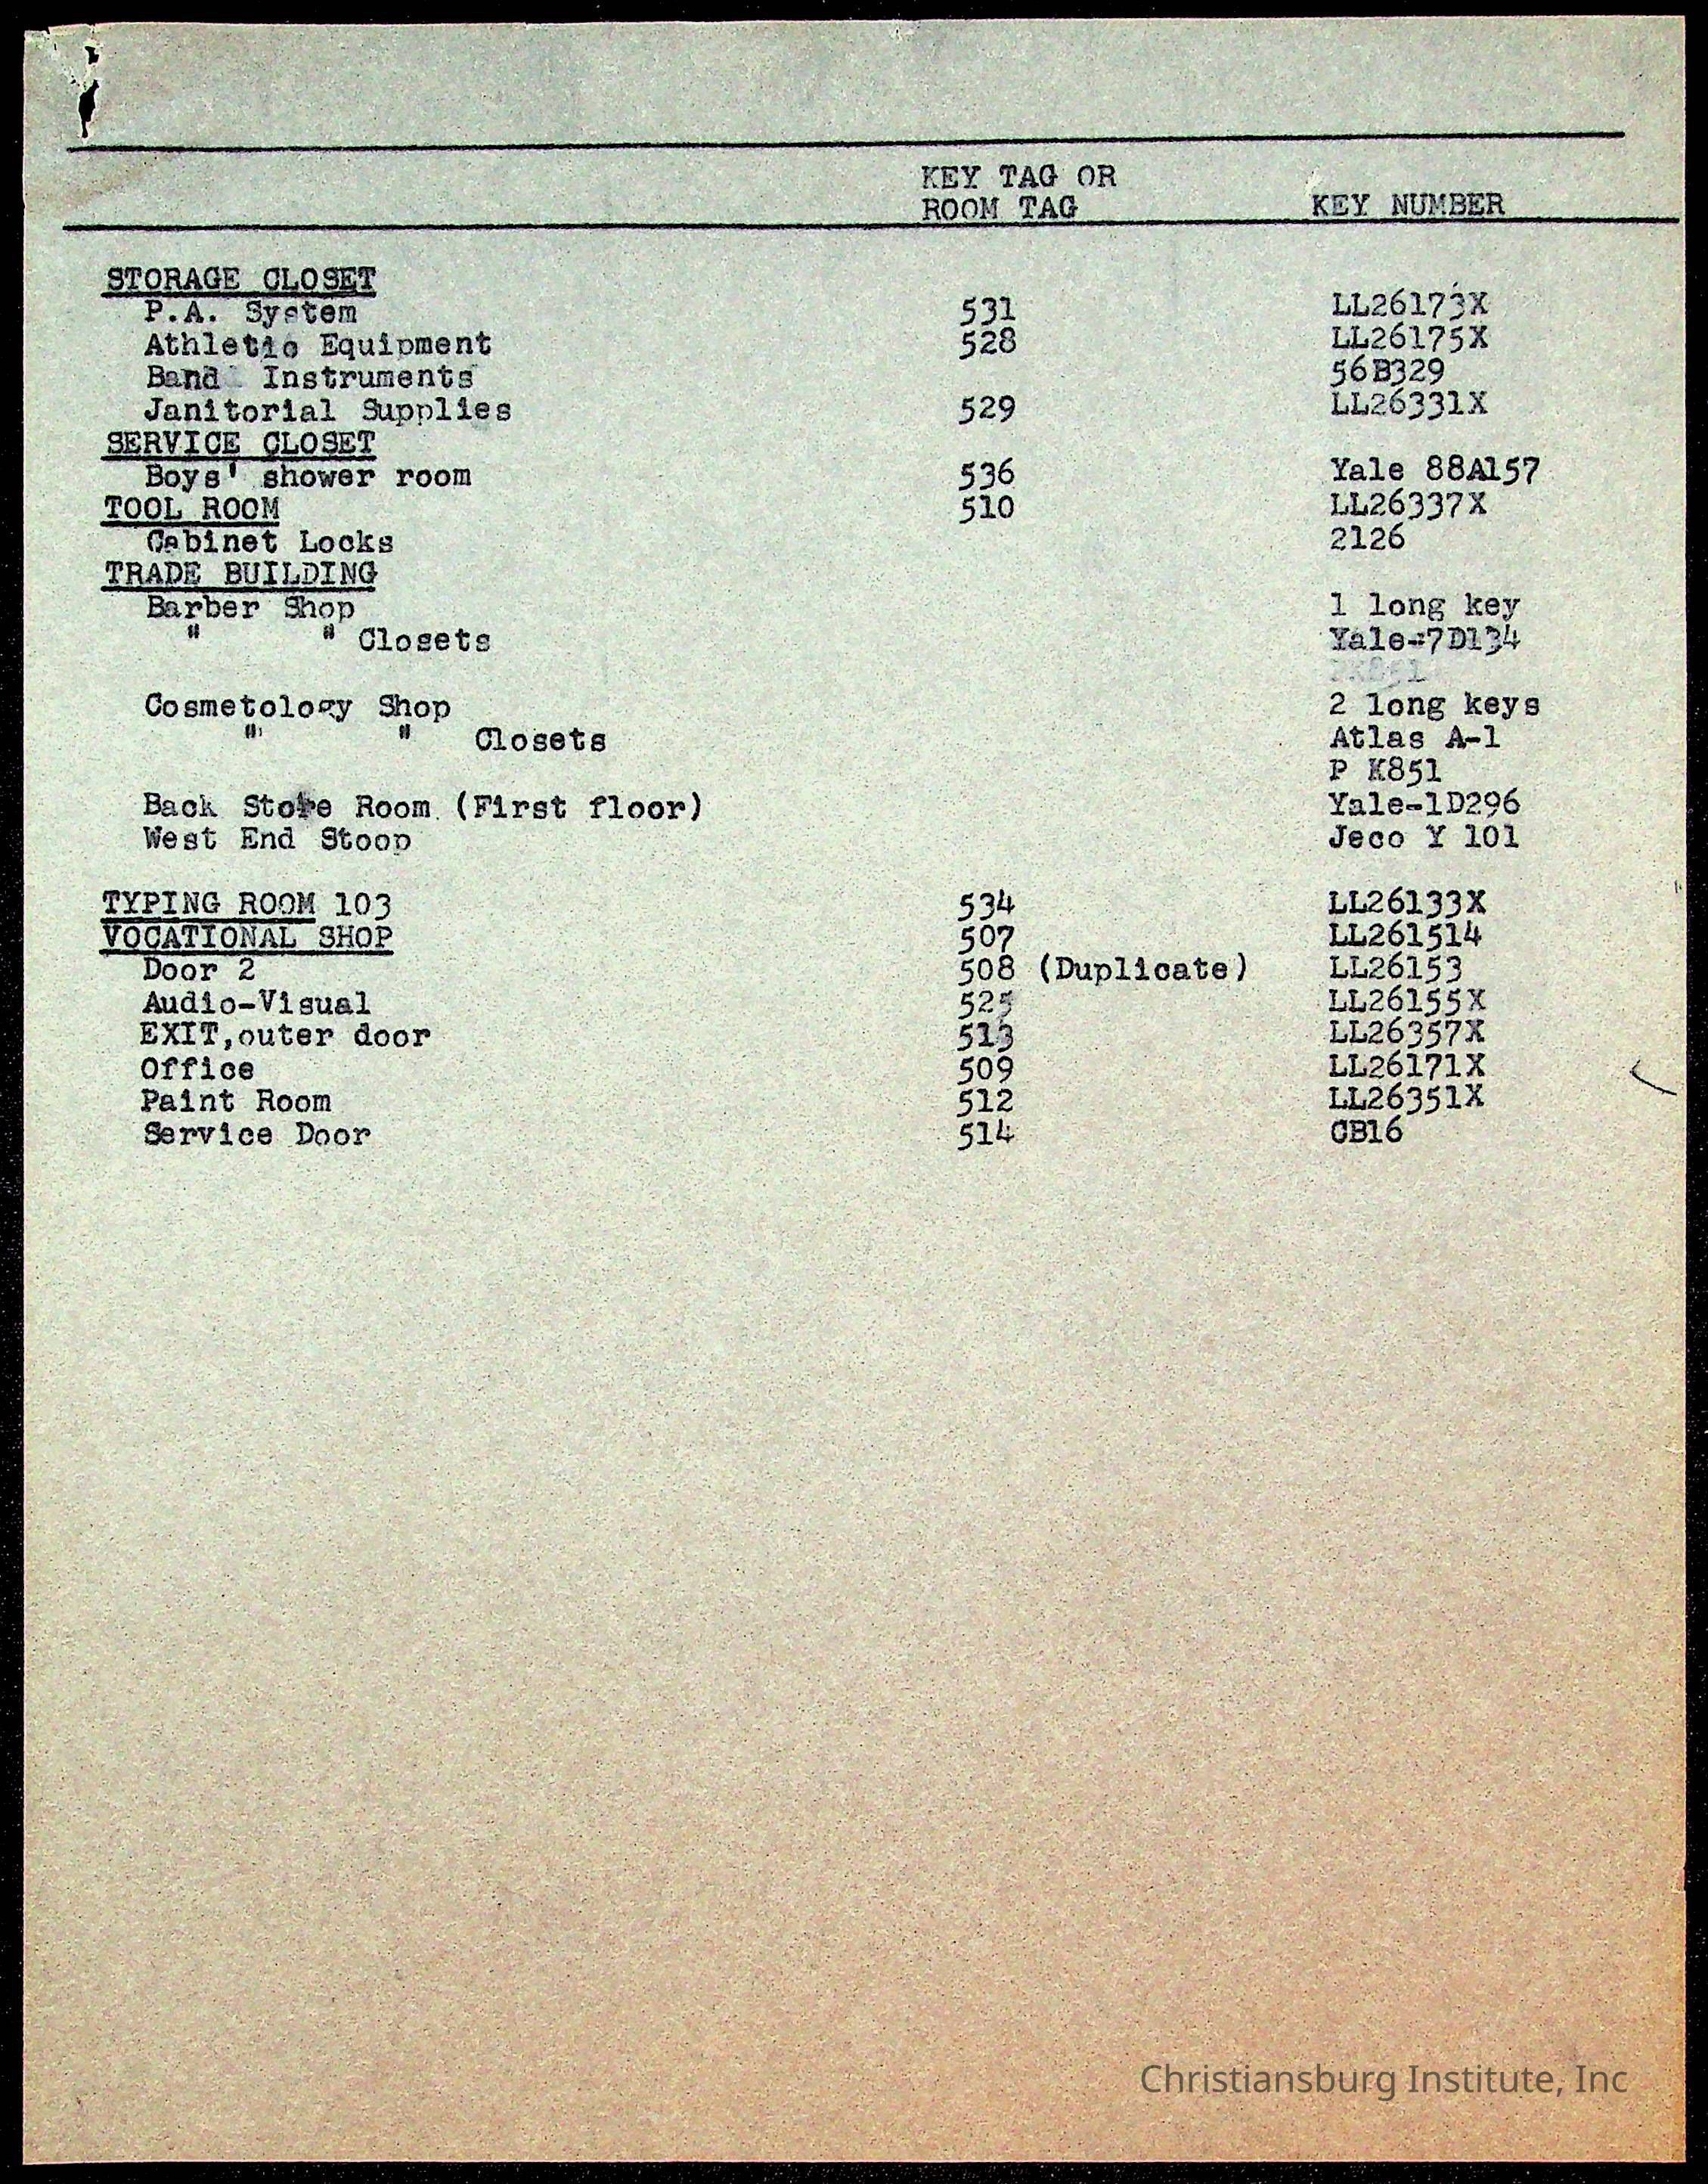 KEY TAG OR
ROOM TAG KEY NUMBER
STORAGE CLOSET
P.A. System 531 LL26173X
Athletic Equipment 528 LL26175X
Band Instruments 56B329
Janitorial Supplies 529 LL26331X
SERVICE CLOSET
Boys' shower room 536 Yale 88A157
TOOL ROOM 510 LL26337X
Cabinet Locks 2126
TRADE BUILDING
Barber Shop 1 long key
" " Closets Yale-7D134
Cosmetology Shop 2 long keys
" " Closets Atlas A-1
P K851
Back Store Room (First floor) Yale-1D296
West End Stoop Jeco Y 101
TYPING ROOM 103 534 LL26133X
VOCATIONAL SHOP 507 LL261514
Door 2 508 (Duplicate) LL26153
Audio-Visual 525 LL26155X
EXIT,outer door 513 LL26357X
Office 509 LL26171X
Paint Room 512 LL26351X
Service Door 514 CB16
Christiansburg Institute, Inc